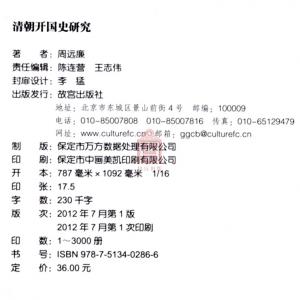 清朝开国史研究
著 者:周远廉
责任编辑:陈连营 王志伟
封扉设计:李 猛
出版发行:故宫出版社
地址:北京市东城区景山前街4号 邮编:100009
电话:010-85007808 010-85007816 传真:010-65129479
网址:www.culturefc.cn 邮箱:ggcb@culturefc.cn
制 版:保定市万方数据处理有限公司
印 刷:保定市中画美凯印刷有限公司
开 本:787毫米×1092毫米 1/16
印 张:17.5
字 数:230千字
版 次:2012年7月第1版
2012年7月第1次印刷
印 数:1~3000册
书 号:ISBN 978-7-5134-0286-6
定 价:36.00元